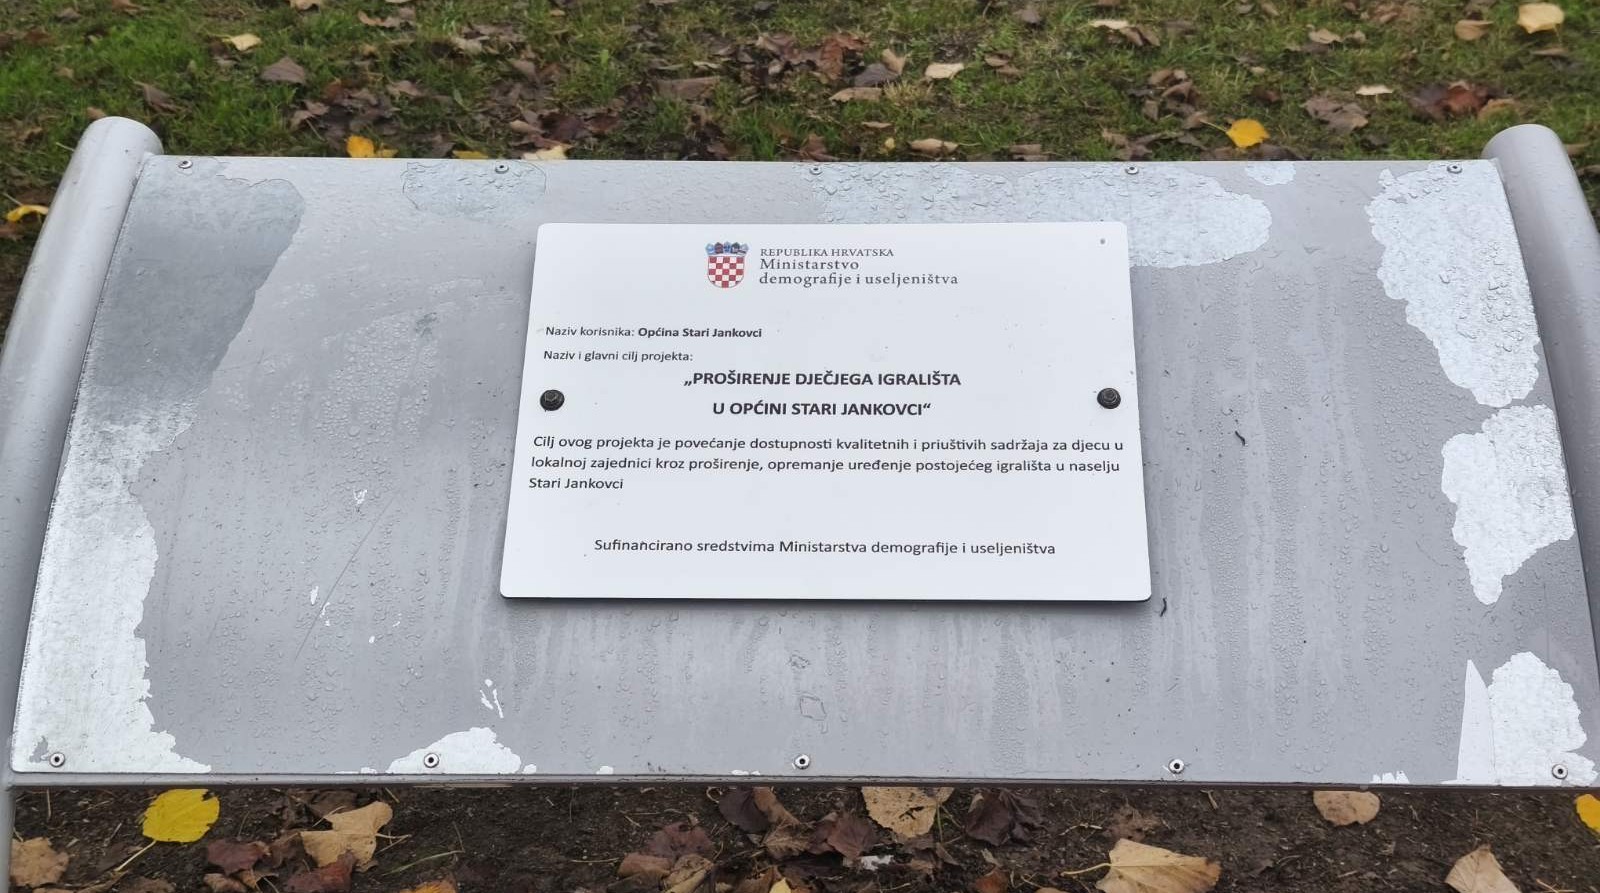 REPUBLIKA HRVATSKA
Ministarstvo
demografije i useljeništva
Naziv korisnika: Općina Stari Jankovci
Naziv i glavni cilj projekta:
„PROŠIRENJE DJEČJEGA IGRALIŠTA
U OPĆINI STARI JANKOVCI“
Cilj ovog projekta je povećanje dostupnosti kvalitetnih i priuštivih sadržaja za djecu u
lokalnoj zajednici kroz proširenje, opremanje uređenje postojećeg igrališta u naselju
Stari Jankovci
Sufinancirano sredstvima Ministarstva demografije i useljeništva